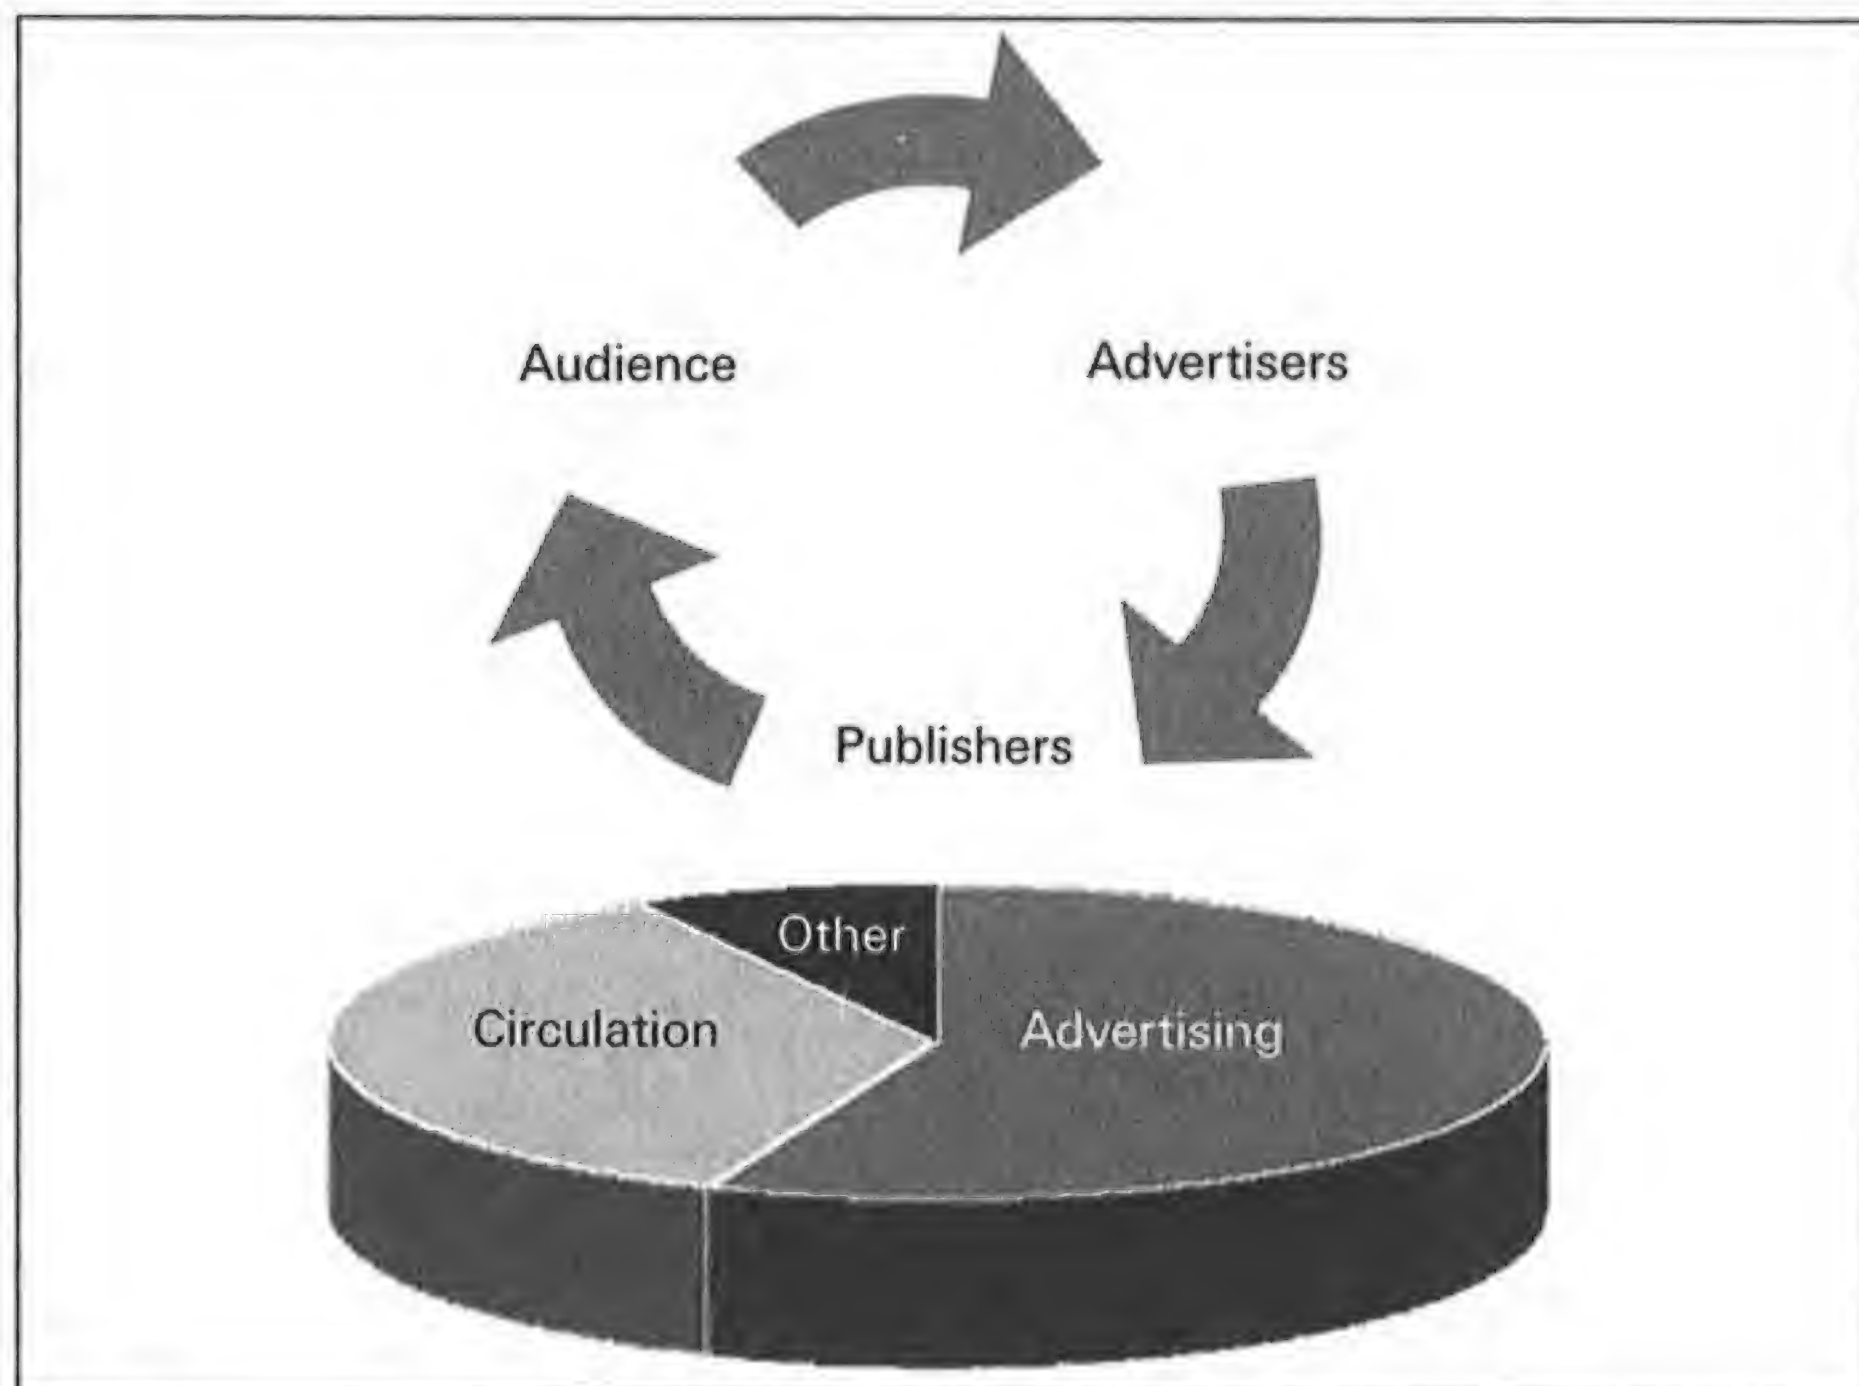 Audience
Advertisers
Publishers
Other
Circulation
Advertising